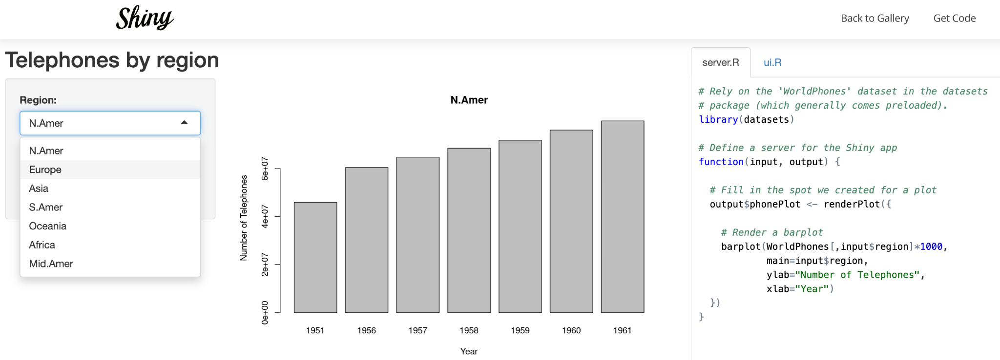 Shiny
Back to Gallery
Get Code
Telephones by region
Region:
N.Amer
N.Amer
Europe
Asia
S.Amer
Oceania
Africa
Mid.Amer
N.Amer
Number of Telephones
6e+07
4e+07
2e+07
0e+00
1951 1956 1957 1958 1959 1960 1961
Year
server.R ui.R
# Rely on the 'WorldPhones' dataset in the datasets
# package (which generally comes preloaded).
library(datasets)
# Define a server for the Shiny app
function(input, output) {
# Fill in the spot we created for a plot
output$phonePlot <- renderPlot({
# Render a barplot
barplot(WorldPhones[,input$region]*1000,
main=input$region,
ylab="Number of Telephones",
xlab="Year")
})
}